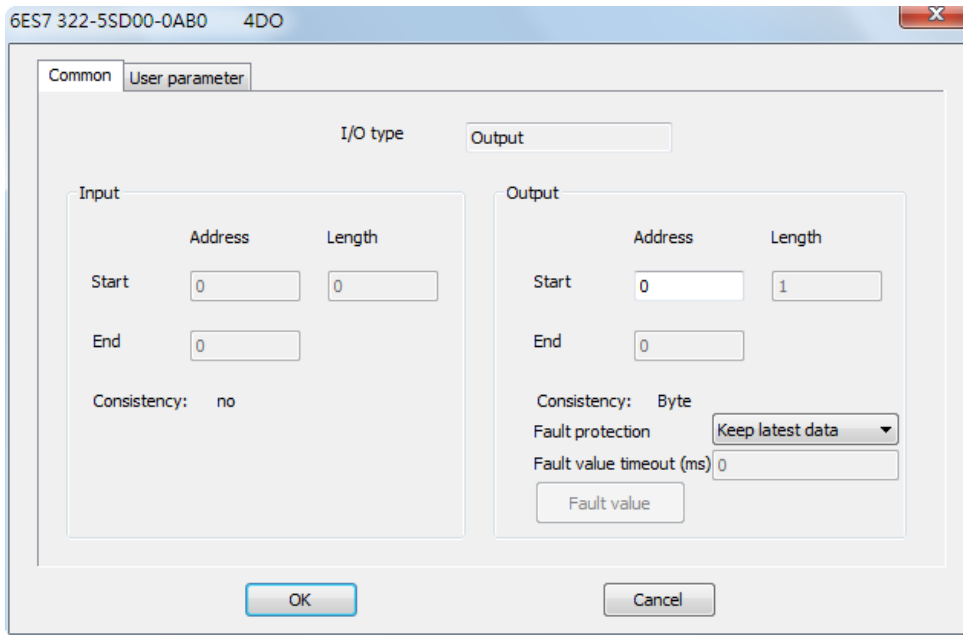 6ES7 322-5SD00-0AB0 4DO
Common User parameter
I/O type Output
Input
Address Length
Start 0 0
End 0
Consistency: no
Output
Address Length
Start 0 1
End 0
Consistency: Byte
Fault protection Keep latest data
Fault value timeout (ms) 0
Fault value
OK Cancel